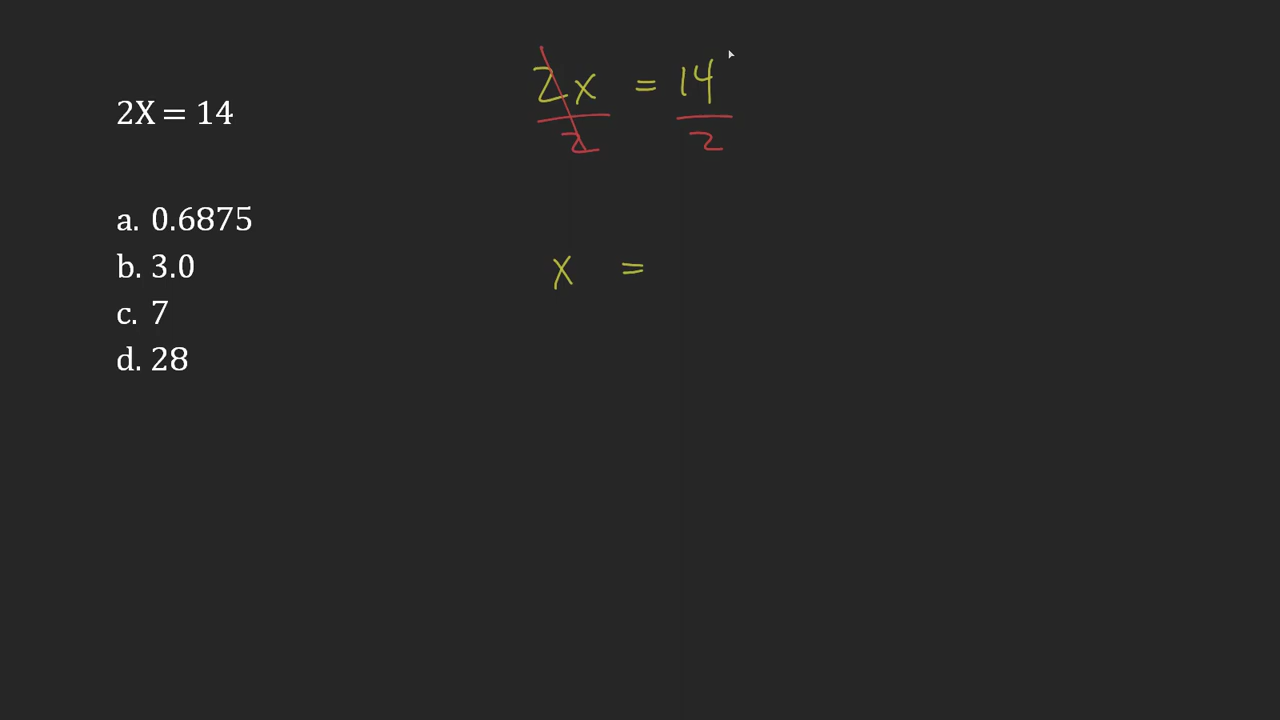 2X = 14
a. 0.6875
b. 3.0
c. 7
d. 28
2x = 14
2 2
x =